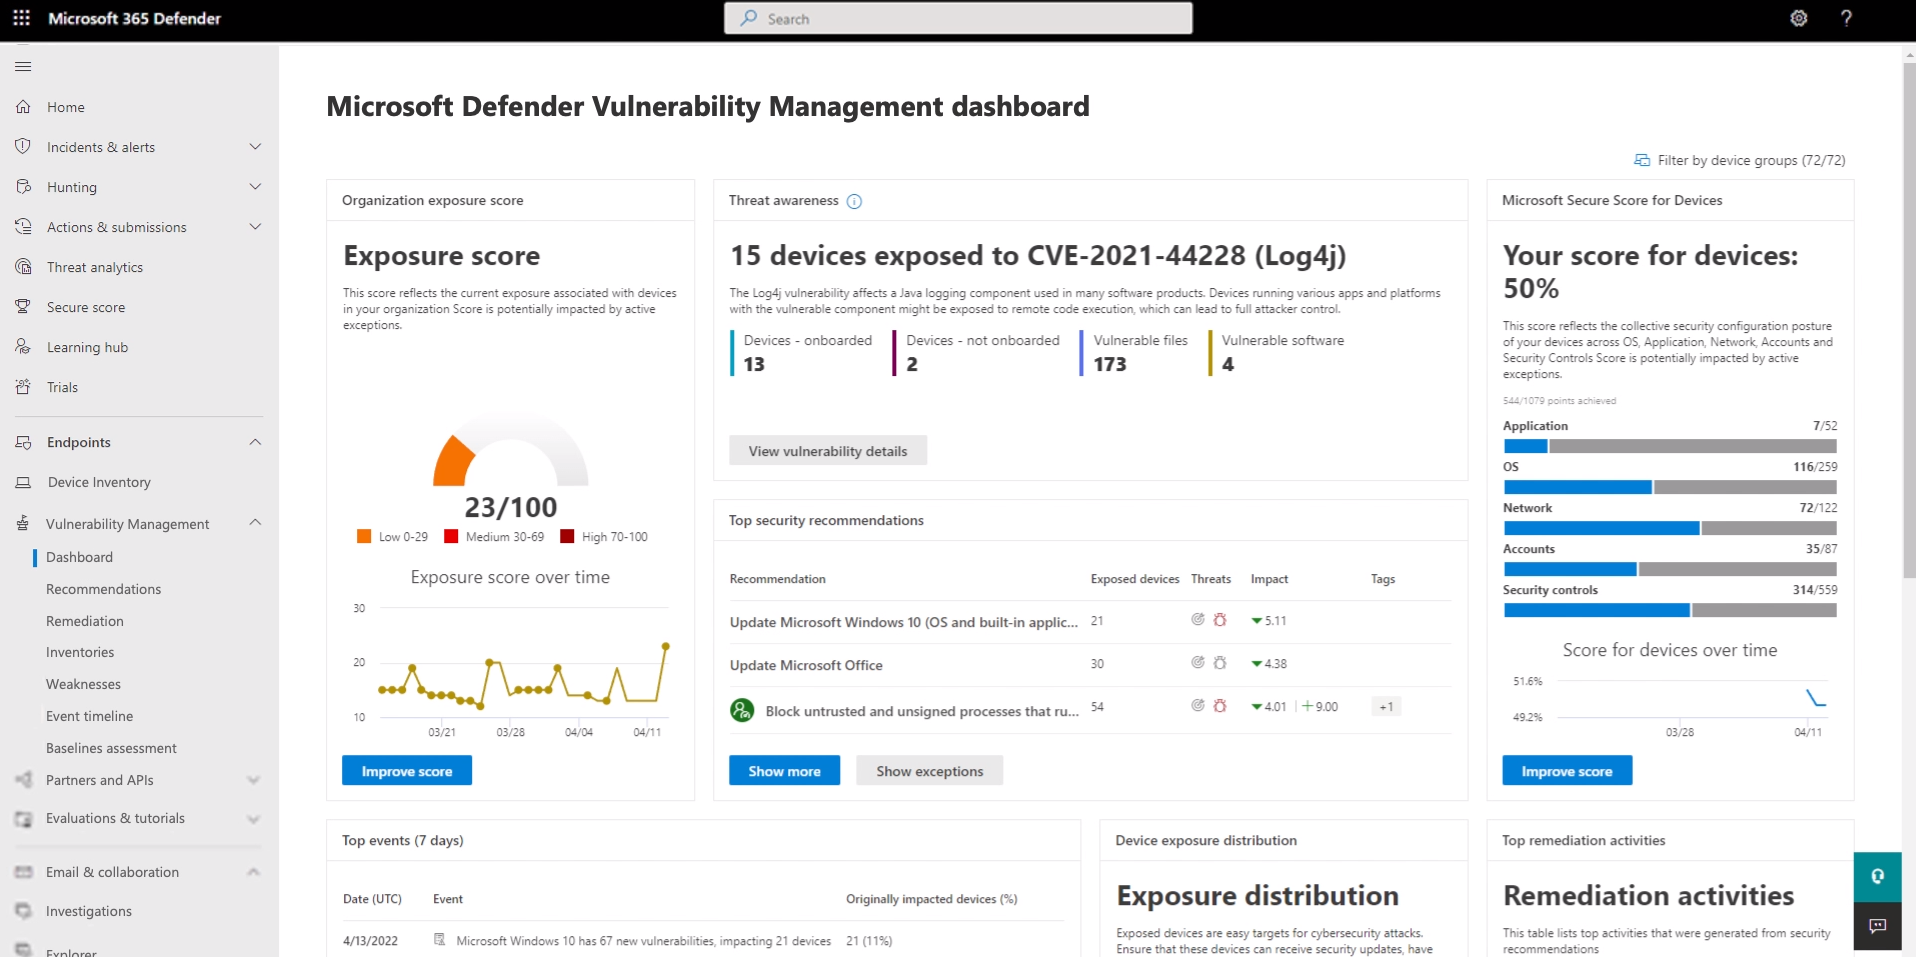 Microsoft 365 Defender
Search
?
Home
Incidents & alerts
Hunting
Actions & submissions
Threat analytics
Secure score
Learning hub
Trials
Endpoints
Device Inventory
Vulnerability Management
Dashboard
Recommendations
Remediation
Inventories
Weaknesses
Event timeline
Baselines assessment
Partners and APIs
Evaluations & tutorials
Email & collaboration
Investigations
Explorer
Microsoft Defender Vulnerability Management dashboard
Filter by device groups (72/72)
Organization exposure score
Exposure score
This score reflects the current exposure associated with devices
in your organization Score is potentially impacted by active
exceptions.
23/100
Low 0-29 Medium 30-69 High 70-100
Exposure score over time
30
20
10
03/21 03/28 04/04 04/11
Improve score
Threat awareness
15 devices exposed to CVE-2021-44228 (Log4j)
The Log4j vulnerability affects a Java logging component used in many software products. Devices running various apps and platforms
with the vulnerable component might be exposed to remote code execution, which can lead to full attacker control.
Devices - onboarded Devices - not onboarded Vulnerable files Vulnerable software
13 2 173 4
View vulnerability details
Top security recommendations
Recommendation Exposed devices Threats Impact Tags
Update Microsoft Windows 10 (OS and built-in applic... 21 5.11
Update Microsoft Office 30 4.38
Block untrusted and unsigned processes that ru... 54 4.01 +9.00 +1
Show more Show exceptions
Microsoft Secure Score for Devices
Your score for devices:
50%
This score reflects the collective security configuration posture
of your devices across OS, Application, Network, Accounts and
Security Controls Score is potentially impacted by active
exceptions.
544/1079 points achieved
Application 7/52
OS 116/259
Network 72/122
Accounts 35/87
Security controls 314/559
Score for devices over time
51.6%
49.2%
03/28 04/11
Improve score
Top events (7 days)
Date (UTC) Event Originally impacted devices (%)
4/13/2022 Microsoft Windows 10 has 67 new vulnerabilities, impacting 21 devices 21 (11%)
Device exposure distribution
Exposure distribution
Exposed devices are easy targets for cybersecurity attacks.
Ensure that these devices can receive security updates, have
Top remediation activities
Remediation activities
This table lists top activities that were generated from security
recommendations